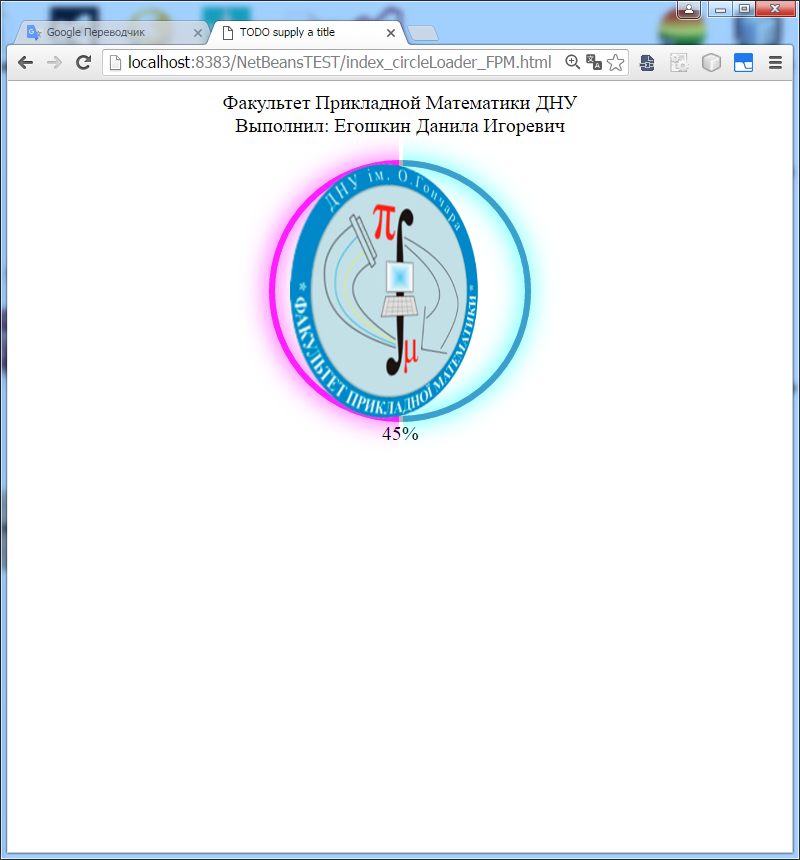 Google Переводчик
TODO supply a title
localhost:8383/NetBeansTEST/index_circleLoader_FPM.html
Факультет Прикладной Математики ДНУ
Выполнил: Егошкин Данила Игоревич
ДНУ ім. О.Гончара
π
μ
* ФАКУЛЬТЕТ ПРИКЛАДНОЇ МАТЕМАТИКИ *
45%